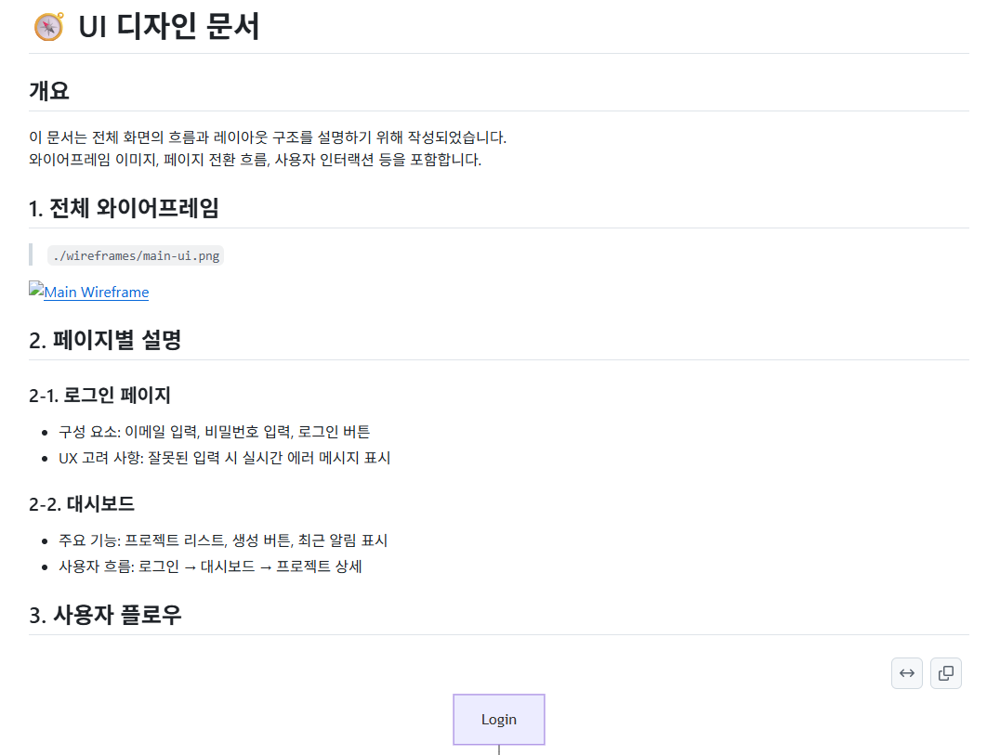 UI 디자인 문서
개요
이 문서는 전체 화면의 흐름과 레이아웃 구조를 설명하기 위해 작성되었습니다.
와이어프레임 이미지, 페이지 전환 흐름, 사용자 인터랙션 등을 포함합니다.
1. 전체 와이어프레임
./wireframes/main-ui.png
Main Wireframe
2. 페이지별 설명
2-1. 로그인 페이지
• 구성 요소: 이메일 입력, 비밀번호 입력, 로그인 버튼
• UX 고려 사항: 잘못된 입력 시 실시간 에러 메시지 표시
2-2. 대시보드
• 주요 기능: 프로젝트 리스트, 생성 버튼, 최근 알림 표시
• 사용자 흐름: 로그인 → 대시보드 → 프로젝트 상세
3. 사용자 플로우
Login